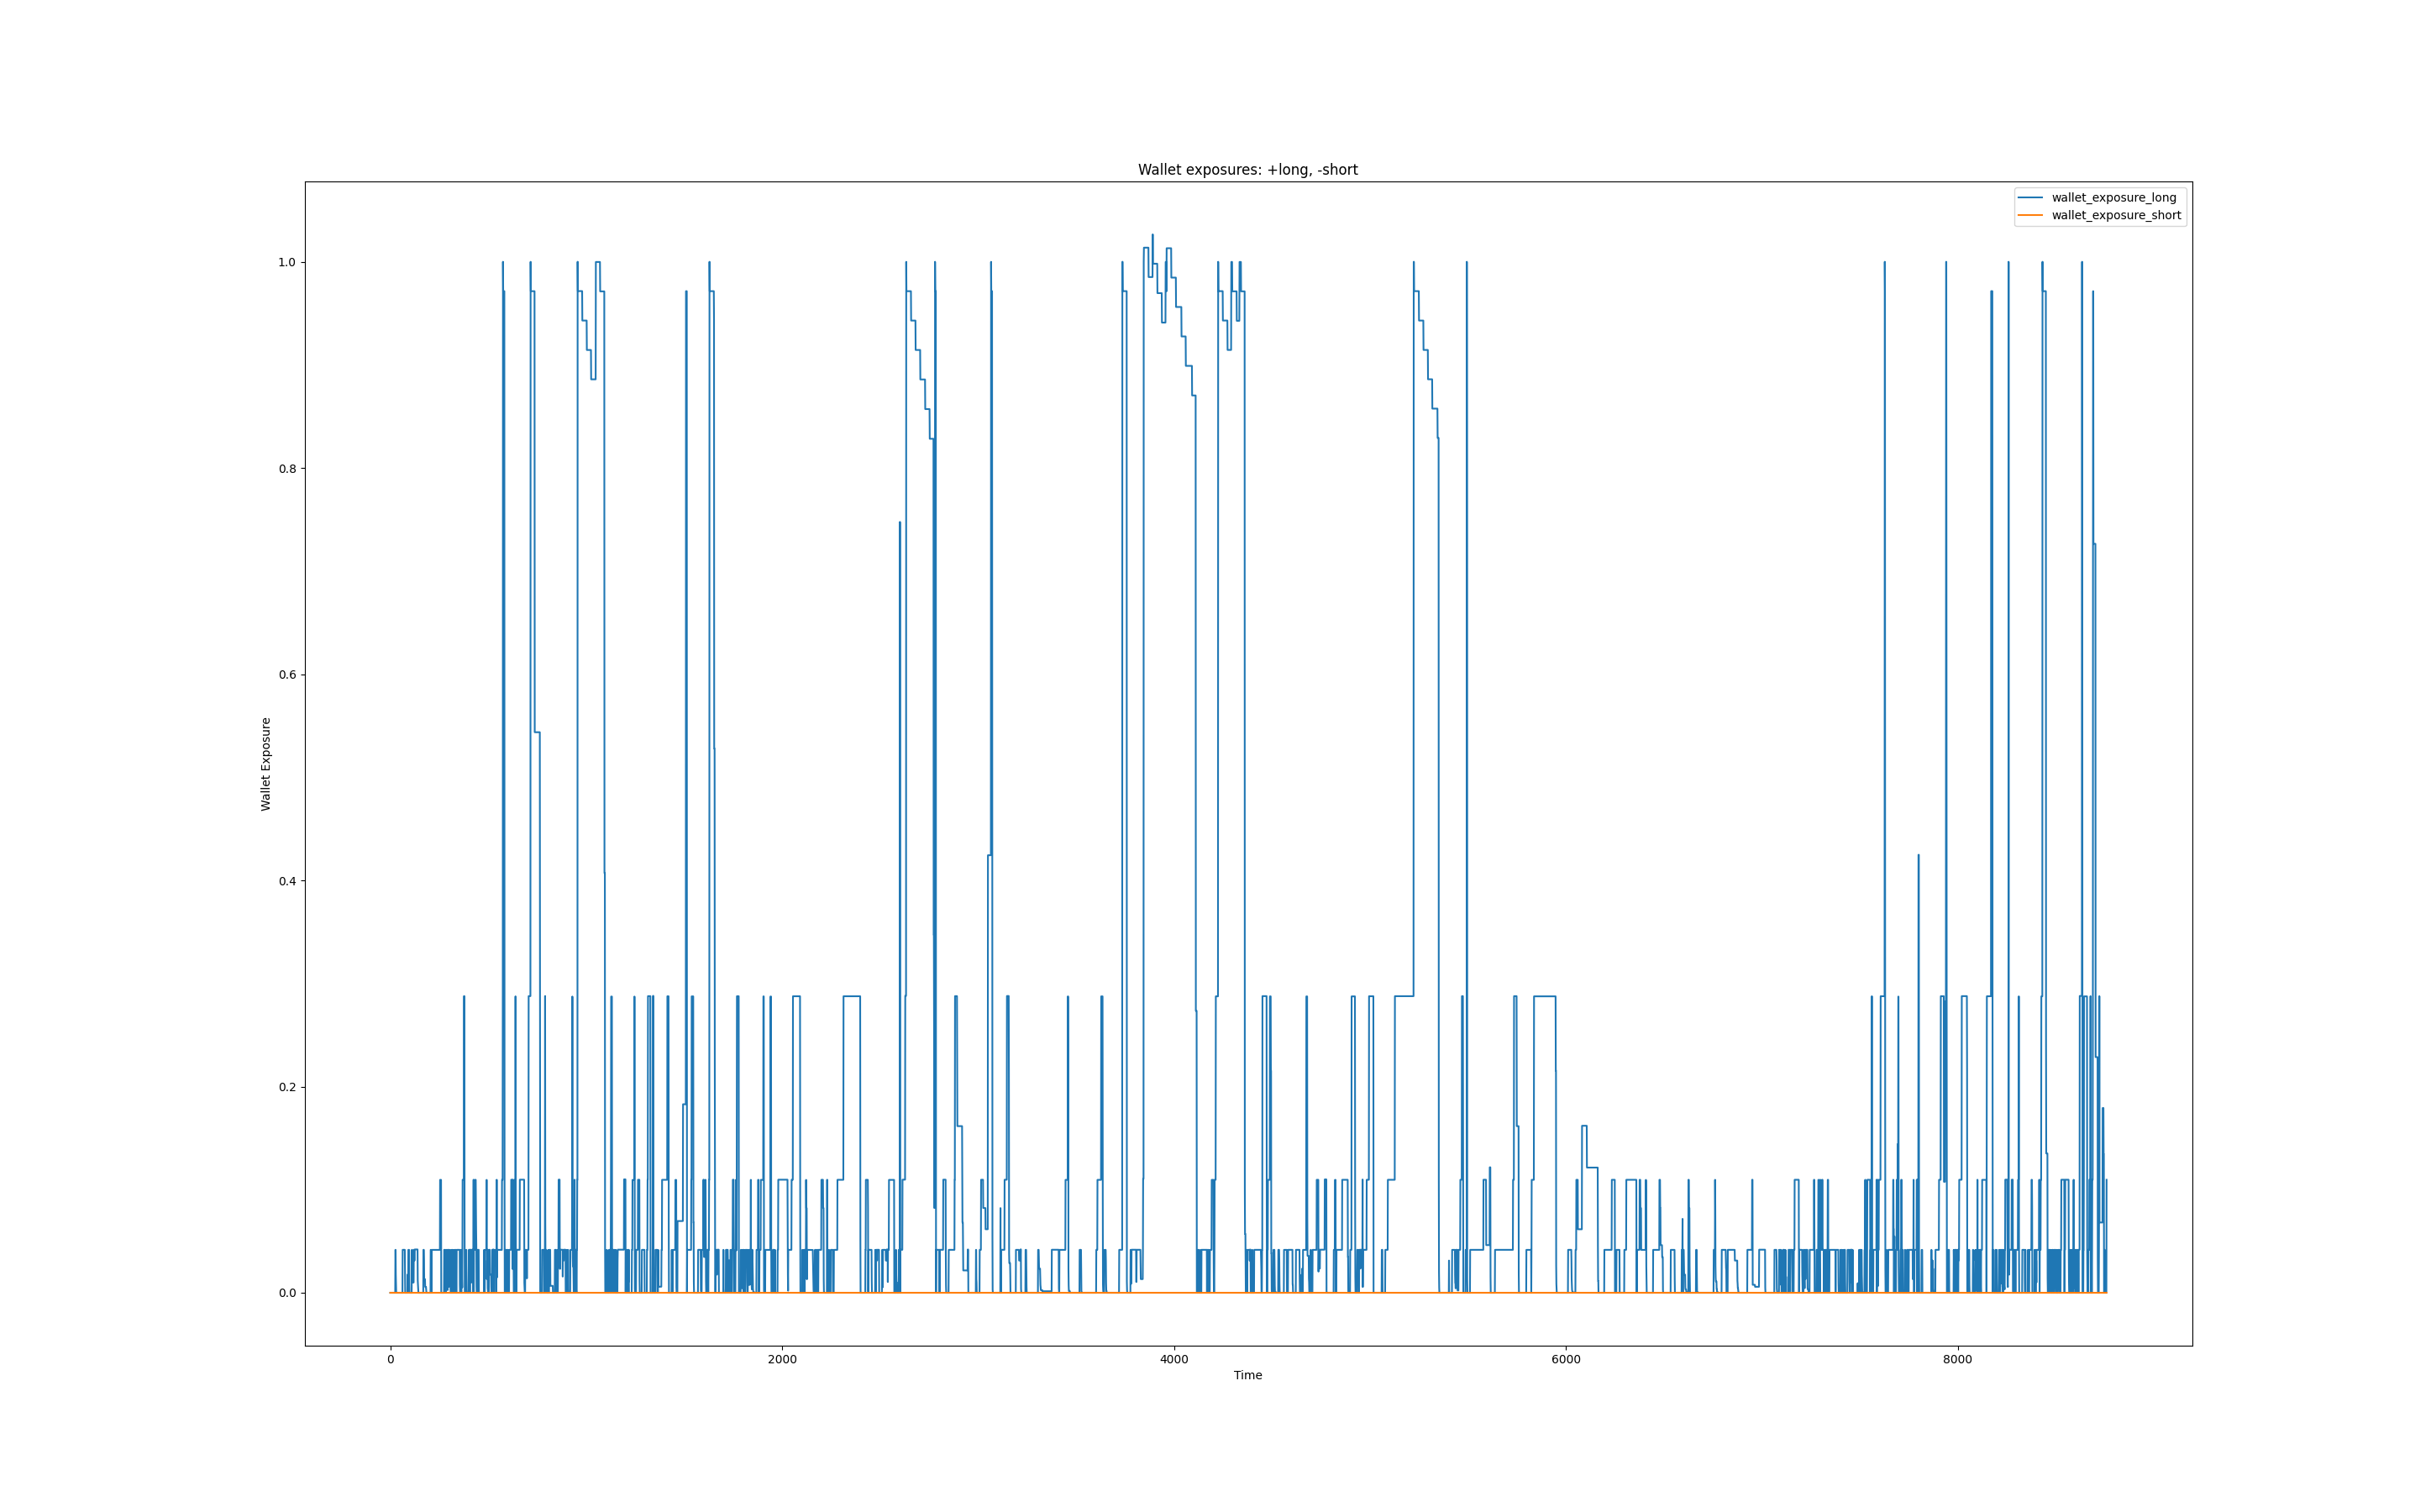 Wallet exposures: +long, -short
wallet_exposure_long
wallet_exposure_short
1.0
0.8
0.6
0.4
0.2
0.0
Wallet Exposure
0 2000 4000 6000 8000
Time